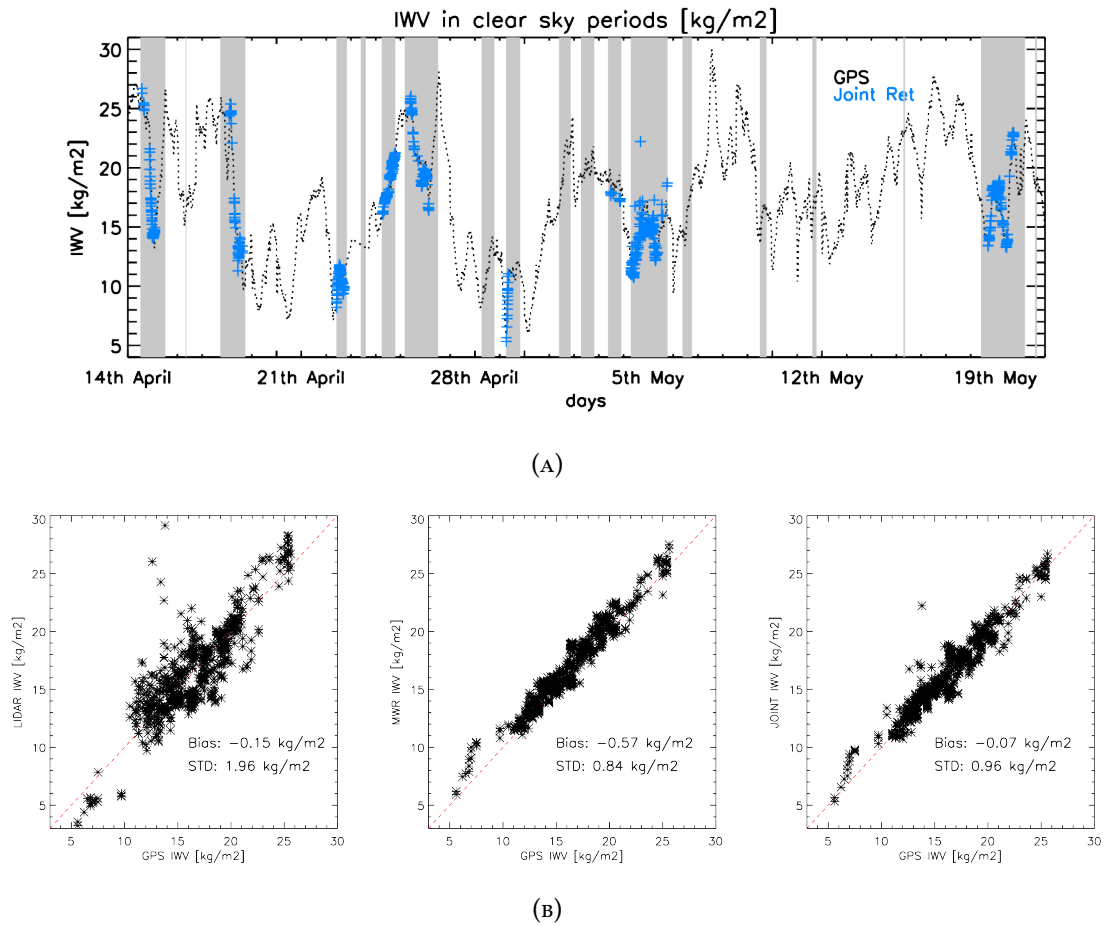 IWV in clear sky periods [kg/m2]
30
25
20
15
10
5
IWV [kg/m2]
GPS
Joint Ret
14th April 21st April 28th April 5th May 12th May 19th May
days
(A)
30
25
20
15
10
5
LIDAR IWV [kg/m2]
Bias: −0.15 kg/m2
STD: 1.96 kg/m2
5 10 15 20 25 30
GPS IWV [kg/m2]
30
25
20
15
10
5
MWR IWV [kg/m2]
Bias: −0.57 kg/m2
STD: 0.84 kg/m2
5 10 15 20 25 30
GPS IWV [kg/m2]
30
25
20
15
10
5
JOINT IWV [kg/m2]
Bias: −0.07 kg/m2
STD: 0.96 kg/m2
5 10 15 20 25 30
GPS IWV [kg/m2]
(B)